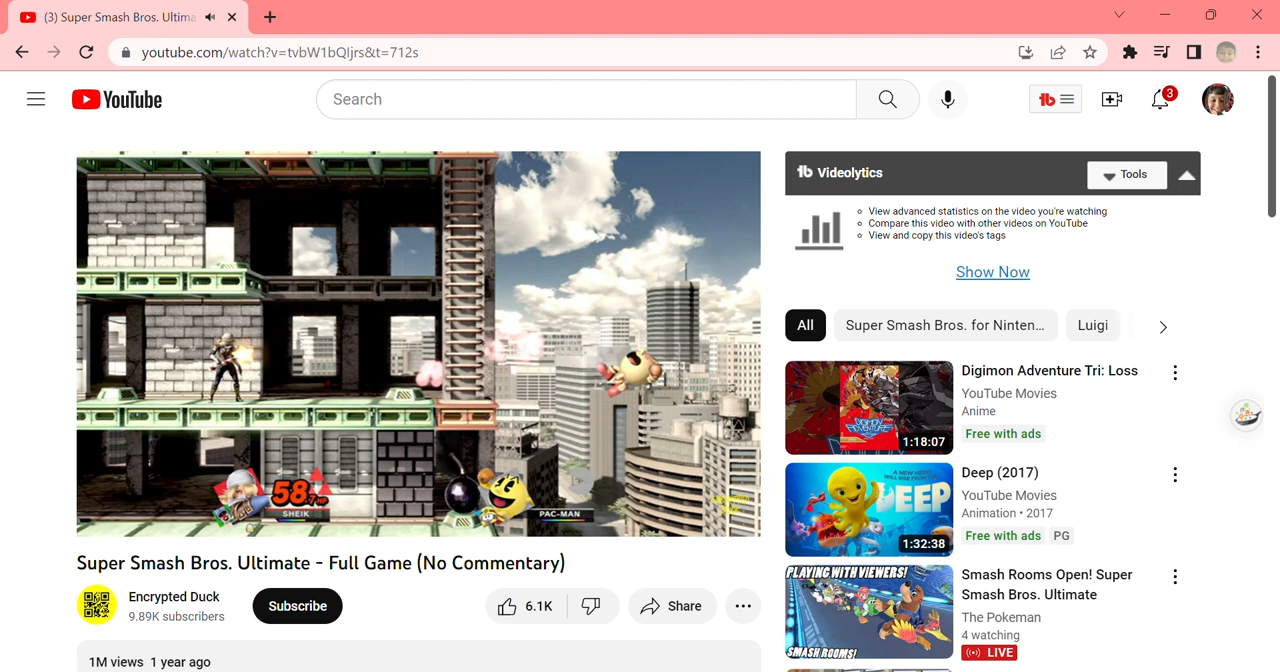 (3) Super Smash Bros. Ultima
youtube.com/watch?v=tvbW1bQIjrs&t=712s
YouTube
Search
3
Videolytics
Tools
View advanced statistics on the video you're watching
Compare this video with other videos on YouTube
View and copy this video's tags
Show Now
All
Super Smash Bros. for Ninten...
Luigi
58
SHEIK
PAC-MAN
Digimon Adventure Tri: Loss
YouTube Movies
Anime
Free with ads
1:18:07
Deep (2017)
YouTube Movies
Animation • 2017
Free with ads PG
DEEP
1:32:38
Smash Rooms Open! Super
Smash Bros. Ultimate
The Pokeman
4 watching
LIVE
PLAYING WITH VIEWERS!
SMASH ROOMS!
Super Smash Bros. Ultimate - Full Game (No Commentary)
Encrypted Duck
9.89K subscribers
Subscribe
6.1K
Share
1M views 1 year ago